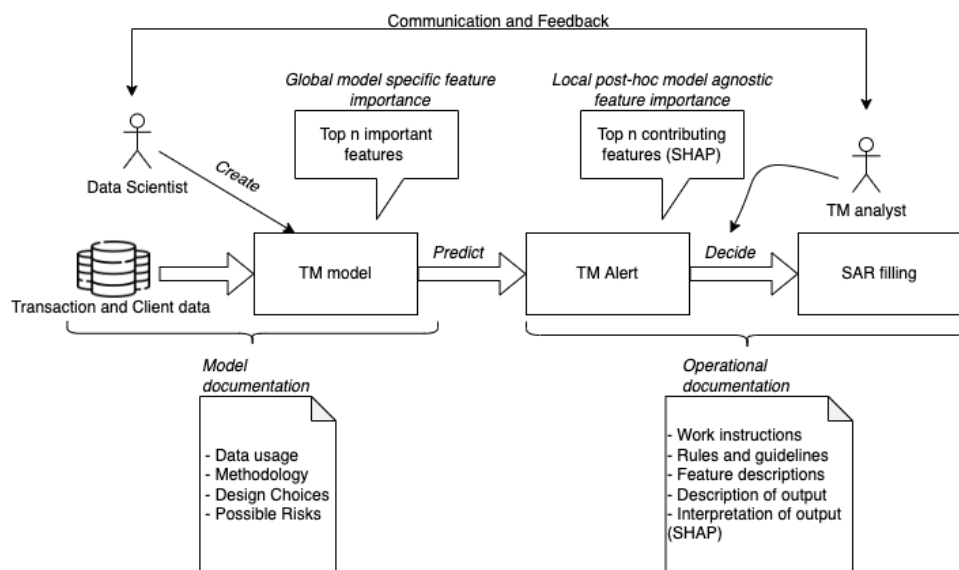 Communication and Feedback
Global model specific feature
importance
Local post-hoc model agnostic
feature importance
Top n important
features
Top n contributing
features (SHAP)
Data Scientist
Create
TM analyst
TM model
Predict
TM Alert
Decide
SAR filling
Transaction and Client data
Model
documentation
- Data usage
- Methodology
- Design Choices
- Possible Risks
Operational
documentation
- Work instructions
- Rules and guidelines
- Feature descriptions
- Description of output
- Interpretation of output
(SHAP)